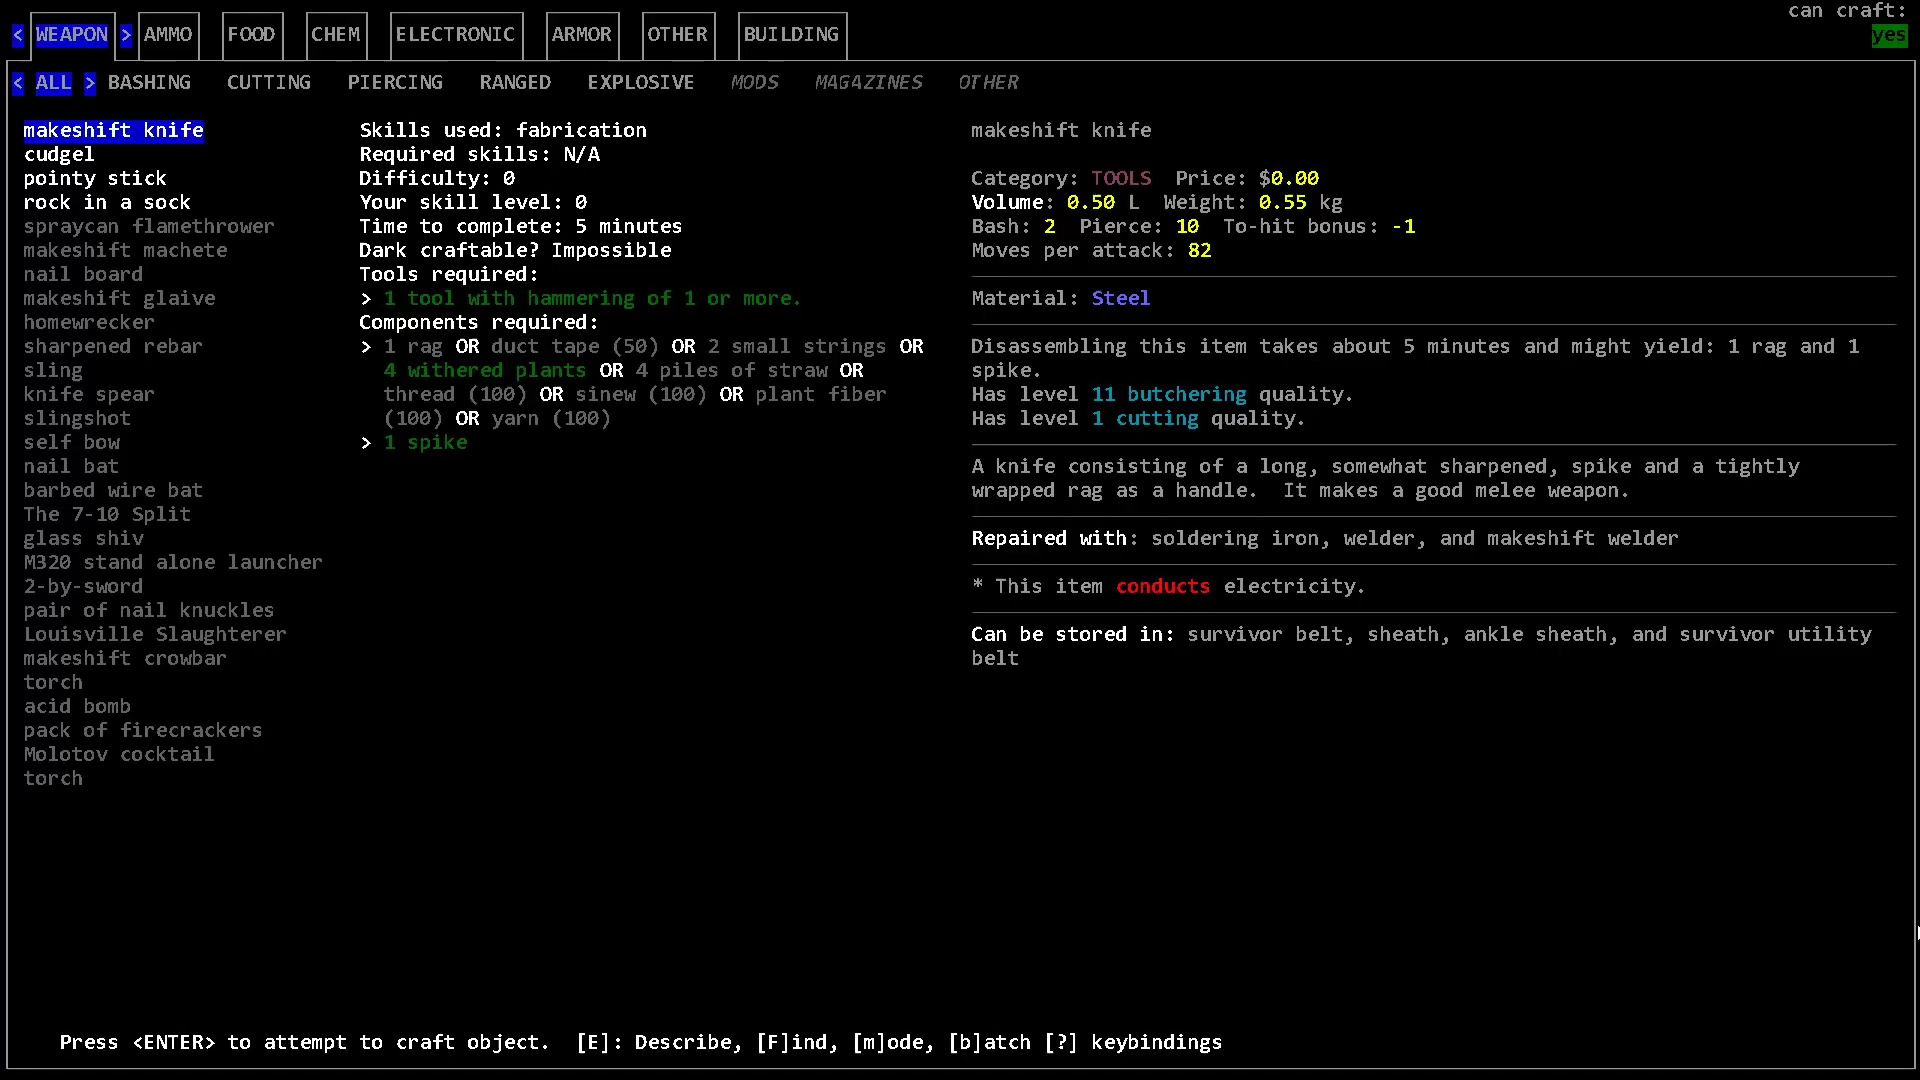 can craft:
< WEAPON > AMMO FOOD CHEM ELECTRONIC ARMOR OTHER BUILDING yes
< ALL > BASHING CUTTING PIERCING RANGED EXPLOSIVE MODS MAGAZINES OTHER
makeshift knife
cudgel
pointy stick
rock in a sock
spraycan flamethrower
makeshift machete
nail board
makeshift glaive
homewrecker
sharpened rebar
sling
knife spear
slingshot
self bow
nail bat
barbed wire bat
The 7-10 Split
glass shiv
M320 stand alone launcher
2-by-sword
pair of nail knuckles
Louisville Slaughterer
makeshift crowbar
torch
acid bomb
pack of firecrackers
Molotov cocktail
torch
Skills used: fabrication
Required skills: N/A
Difficulty: 0
Your skill level: 0
Time to complete: 5 minutes
Dark craftable? Impossible
Tools required:
> 1 tool with hammering of 1 or more.
Components required:
> 1 rag OR duct tape (50) OR 2 small strings OR
4 withered plants OR 4 piles of straw OR
thread (100) OR sinew (100) OR plant fiber
(100) OR yarn (100)
> 1 spike
makeshift knife
Category: TOOLS Price: $0.00
Volume: 0.50 L Weight: 0.55 kg
Bash: 2 Pierce: 10 To-hit bonus: -1
Moves per attack: 82
Material: Steel
Disassembling this item takes about 5 minutes and might yield: 1 rag and 1
spike.
Has level 11 butchering quality.
Has level 1 cutting quality.
A knife consisting of a long, somewhat sharpened, spike and a tightly
wrapped rag as a handle. It makes a good melee weapon.
Repaired with: soldering iron, welder, and makeshift welder
* This item conducts electricity.
Can be stored in: survivor belt, sheath, ankle sheath, and survivor utility
belt
Press <ENTER> to attempt to craft object. [E]: Describe, [F]ind, [m]ode, [b]atch [?] keybindings